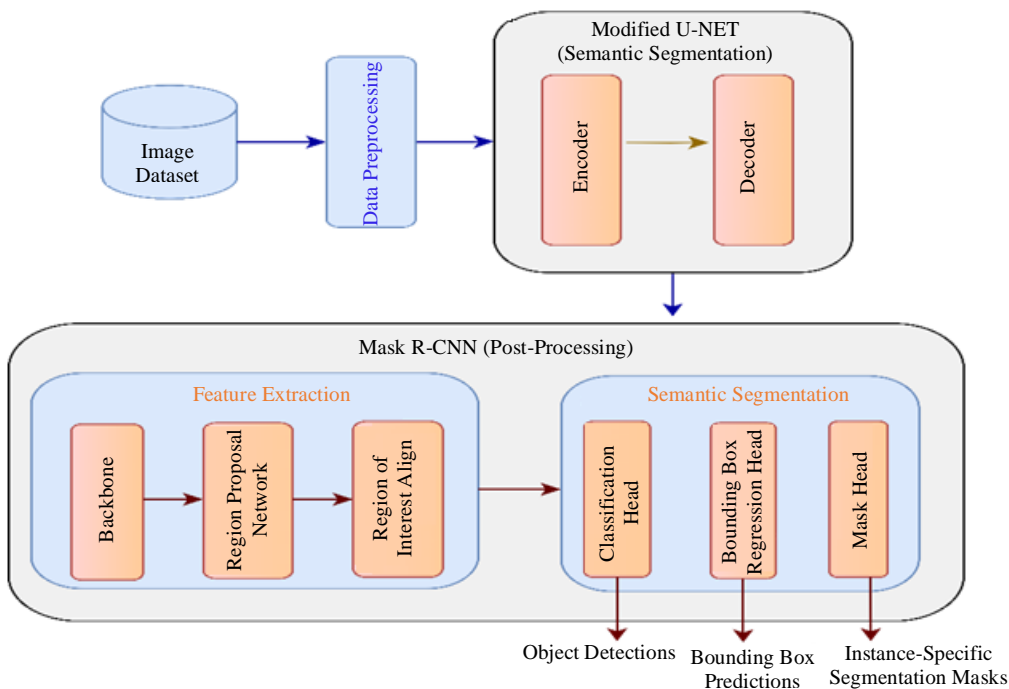 Modified U-NET
(Semantic Segmentation)
Image
Dataset
Data Preprocessing
Encoder
Decoder
Mask R-CNN (Post-Processing)
Feature Extraction
Backbone
Region Proposal
Network
Region of
Interest Align
Semantic Segmentation
Classification
Head
Bounding Box
Regression Head
Mask Head
Object Detections
Bounding Box
Predictions
Instance-Specific
Segmentation Masks